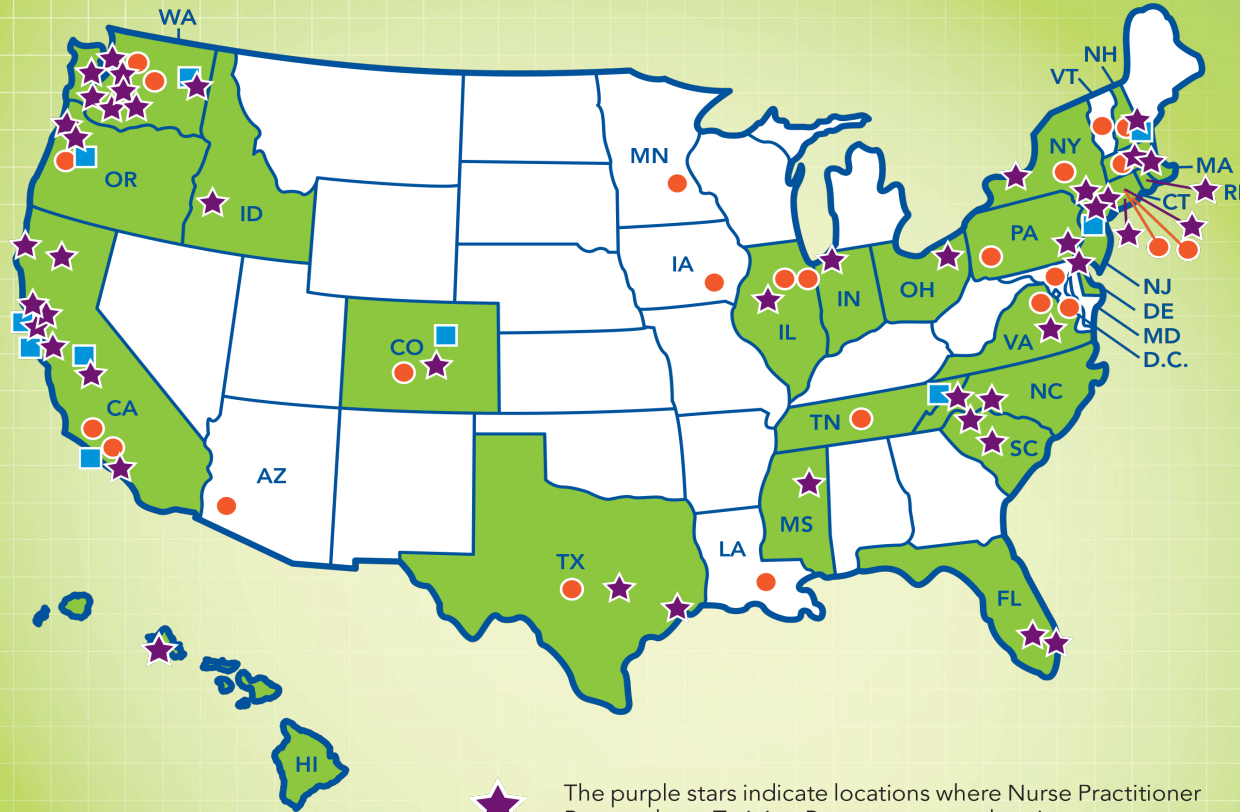 WA
NH
VT
MN
NY
MA
OR
RI
ID
CT
PA
IA
NJ
OH
IN
DE
IL
MD
CO
VA
D.C.
NC
CA
TN
SC
AZ
MS
LA
TX
FL
HI
The purple stars indicate locations where Nurse Practitioner